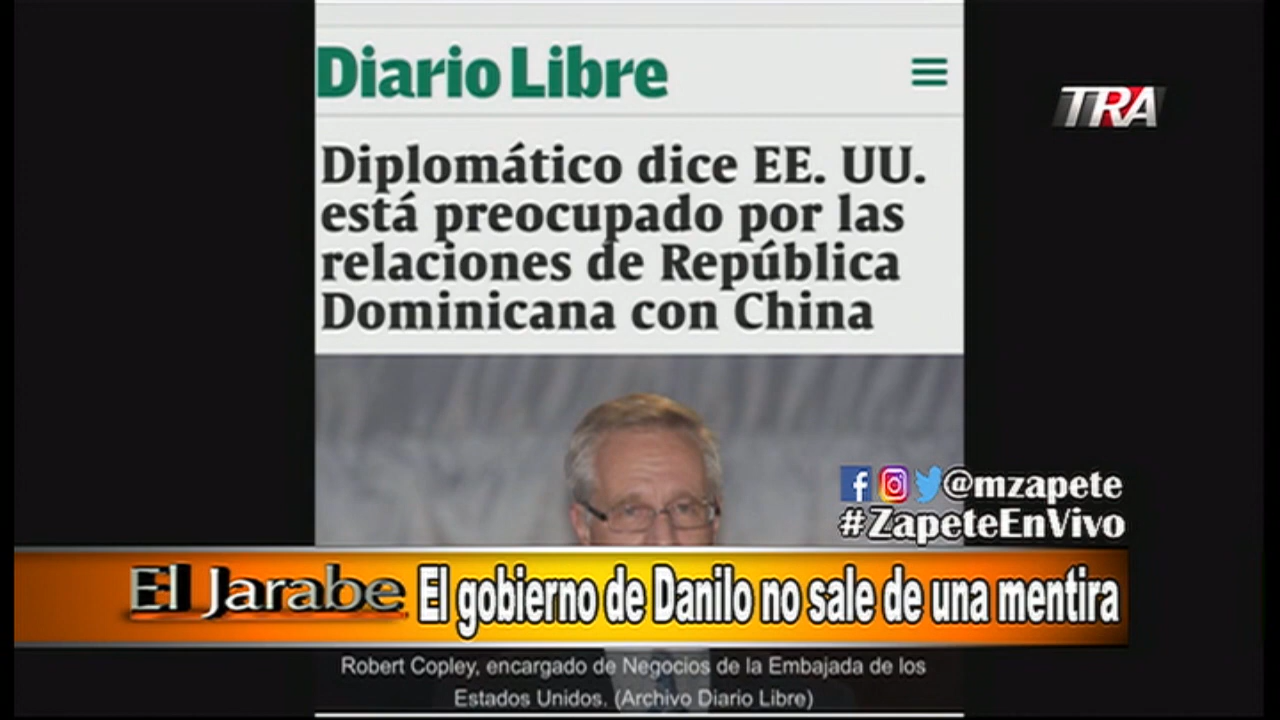 Diario Libre
TRA
Diplomático dice EE. UU.
está preocupado por las
relaciones de República
Dominicana con China
@mzapete
#ZapeteEnVivo
El Jarabe El gobierno de Danilo no sale de una mentira
Robert Copley, encargado de Negocios de la Embajada de los
Estados Unidos. (Archivo Diario Libre)